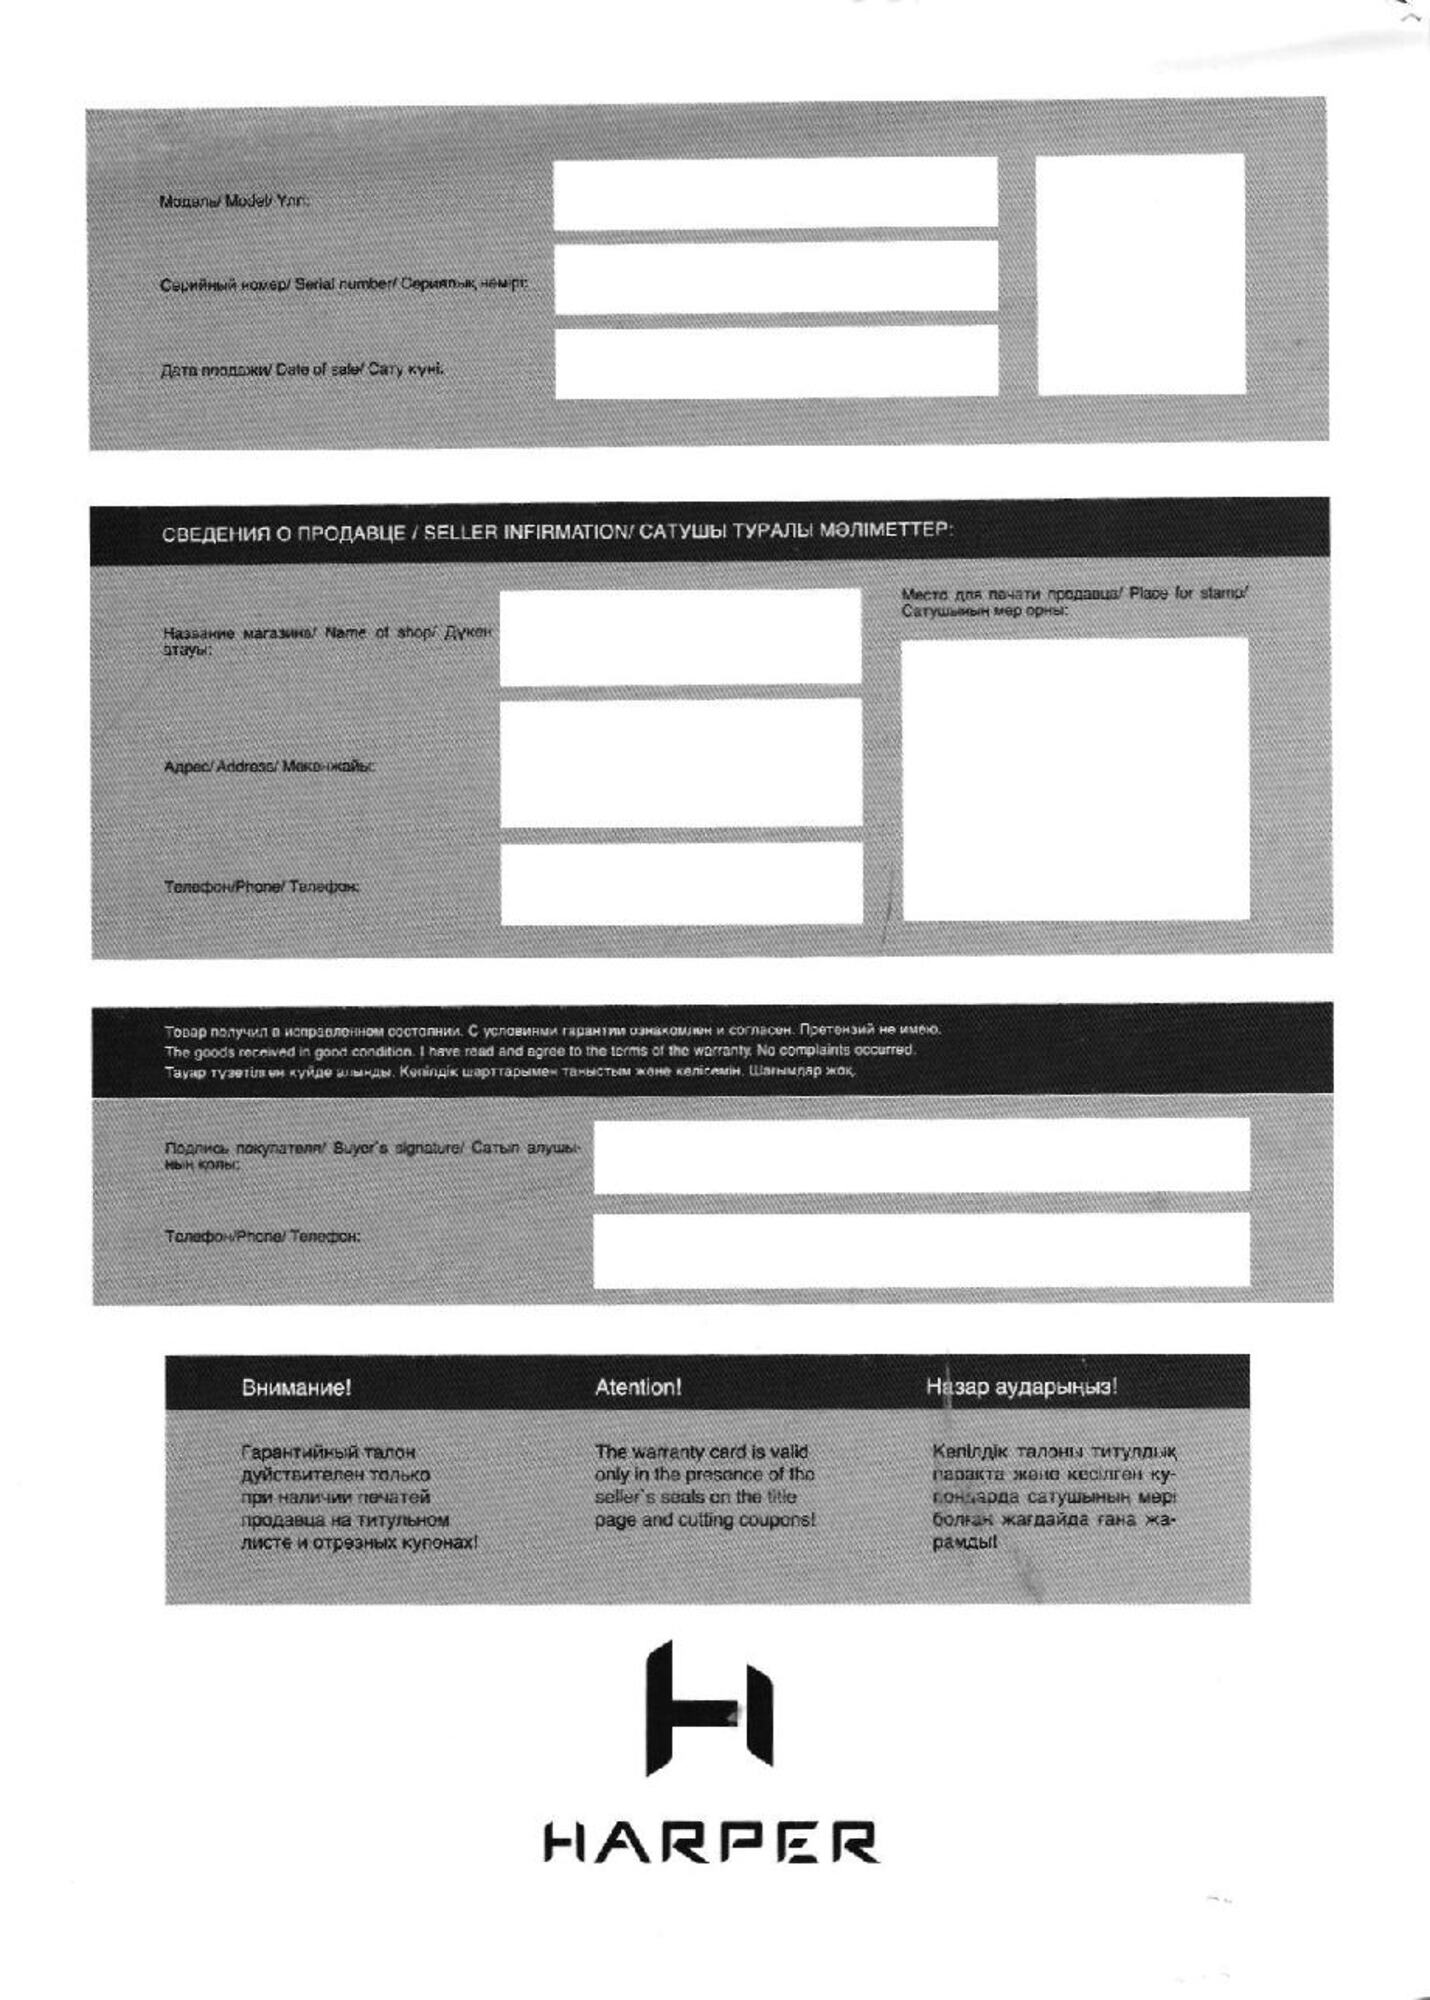 Модель/ Model/ Үлгі:
Серийный номер/ Serial number/ Сериялық нөмірі:
Дата продажи/ Date of sale/ Сату күні:
СВЕДЕНИЯ О ПРОДАВЦЕ / SELLER INFIRMATION/ САТУШЫ ТУРАЛЫ МӘЛІМЕТТЕР:
Место для печати продавца/ Place for stamp/
Сатушының мөр орны:
Название магазина/ Name of shop/ Дүкен
атауы:
Адрес/ Address/ Мекенжайы:
Телефон/Phone/ Телефон:
Товар получил в исправленном состоянии. С условиями гарантии ознакомлен и согласен. Претензий не имею.
The goods received in good condition. I have read and agree to the terms of the warranty. No complaints occurred.
Тауар түзетілген күйде алынды. Кепілдік шарттарымен таныстым және келісемін. Шағымдар жоқ.
Подпись покупателя/ Buyer`s signature/ Сатып алушы-
ның қолы:
Телефон/Phone/ Телефон:
Внимание!
Гарантийный талон
дуйствителен только
при наличии печатей
продавца на титульном
листе и отрезных купонах!
Atention!
The warranty card is valid
only in the presence of the
seller`s seals on the title
page and cutting coupons!
Назар аударыңыз!
Кепілдік талоны титулдық
паракта және кесілген ку-
пондарда сатушының мөрі
болған жағдайда ғана жа-
рамды!
HARPER